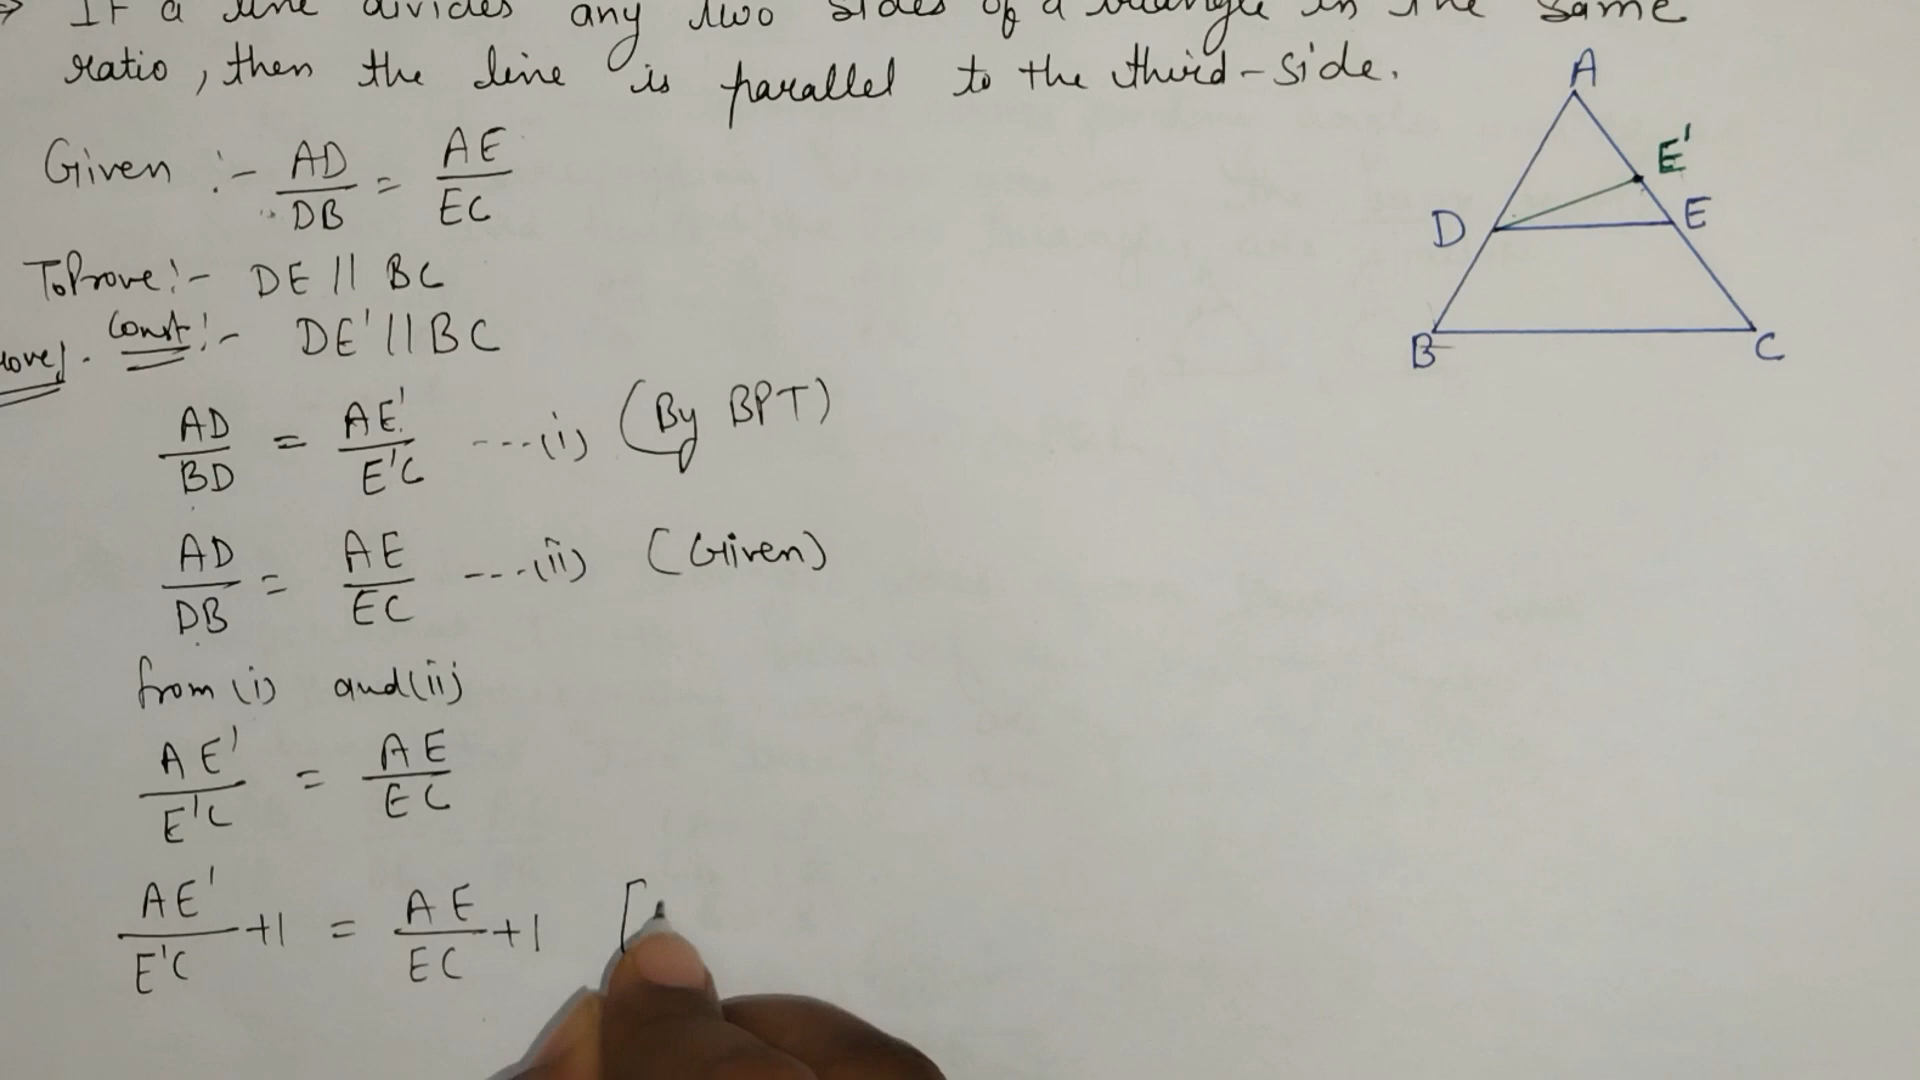 → If a line divides any two sides of a triangle in the same
ratio, then the line is parallel to the third-side.
Given :- AD/DB = AE/EC
ToProve:- DE || BC
Const:- DE' || BC
AD/BD = AE'/E'C ---(i) (By BPT)
AD/DB = AE/EC ---(ii) (Given)
from (i) and (ii)
AE'/E'C = AE/EC
AE'/E'C +1 = AE/EC +1 [
A
E'
D
E
B
C